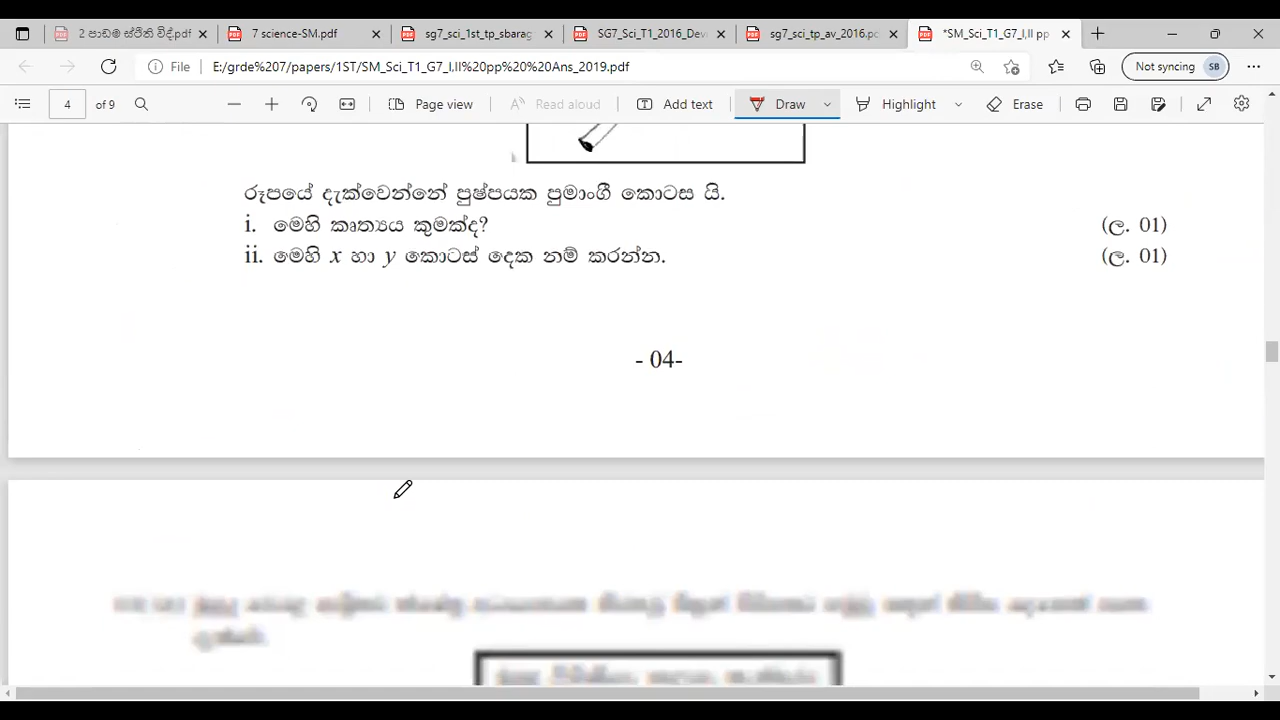 2 පාඩම ස්ථිති විද්.pdf
7 science-SM.pdf
sg7_sci_1st_tp_sbarag
SG7_Sci_T1_2016_Dev
sg7_sci_tp_av_2016.pc
*SM_Sci_T1_G7_I,II pp
File
E:/grde%207/papers/1ST/SM_Sci_T1_G7_I,II%20pp%20%20Ans_2019.pdf
Not syncing
SB
4
of 9
Page view
Read aloud
Add text
Draw
Highlight
Erase
රූපයේ දැක්වෙන්නේ පුෂ්පයක පුමාංගී කොටස යි.
i. මෙහි කෘත්‍යය කුමක්ද? (ල. 01)
ii. මෙහි x හා y කොටස් දෙක නම් කරන්න. (ල. 01)
- 04-